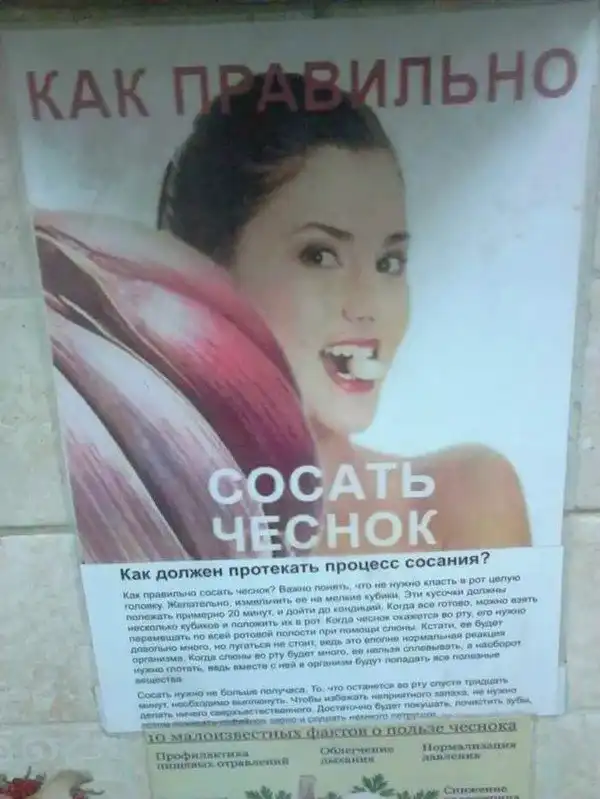 КАК ПРАВИЛЬНО
СОСАТЬ
ЧЕСНОК
Как должен протекать процесс сосания?
Как правильно сосать чеснок? Важно понять, что не нужно класть в рот целую
головку. Желательно, измельчить ее на мелкие кубики. Эти кусочки должны
полежать примерно 20 минут, и дойти до кондиций. Когда все готово, можно взять
несколько кубиков и положить их в рот. Когда чеснок окажется во рту, его нужно
перемещать по всей ротовой полости при помощи слюны. Кстати, ее будет
довольно много, но пугаться не стоит, ведь это вполне нормальная реакция
организма. Когда слюны во рту будет много, ее нельзя сплевывать, а наоборот
нужно глотать, ведь вместе с ней в организм будут попадать все полезные
вещества.
Сосать нужно не больше получаса. То, что останется во рту спустя тридцать
минут, необходимо выплюнуть. Чтобы избежать неприятного запаха, не нужно
делать ничего сверхъестественного. Достаточно будет покушать, почистить зубы,
10 малоизвестных фактов о пользе чеснока
Профилактика
пищевых отравлений
Облегчение
дыхания
Нормализация
давления
Снижение